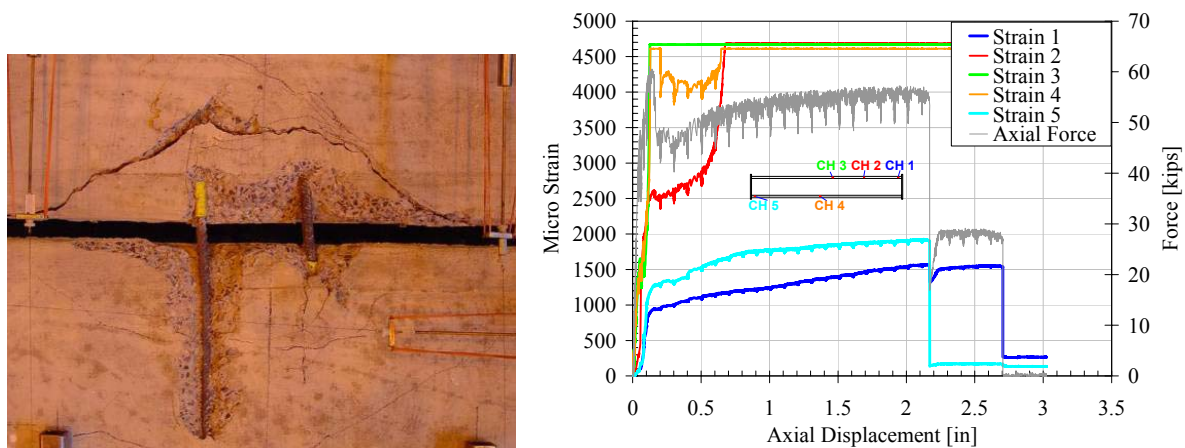 5000
4500
4000
3500
3000
2500
2000
1500
1000
500
0
Micro Strain
70
60
50
40
30
20
10
0
Force [kips]
0 0.5 1 1.5 2 2.5 3 3.5
Axial Displacement [in]
Strain 1
Strain 2
Strain 3
Strain 4
Strain 5
Axial Force
CH 3 CH 2 CH 1
CH 5 CH 4